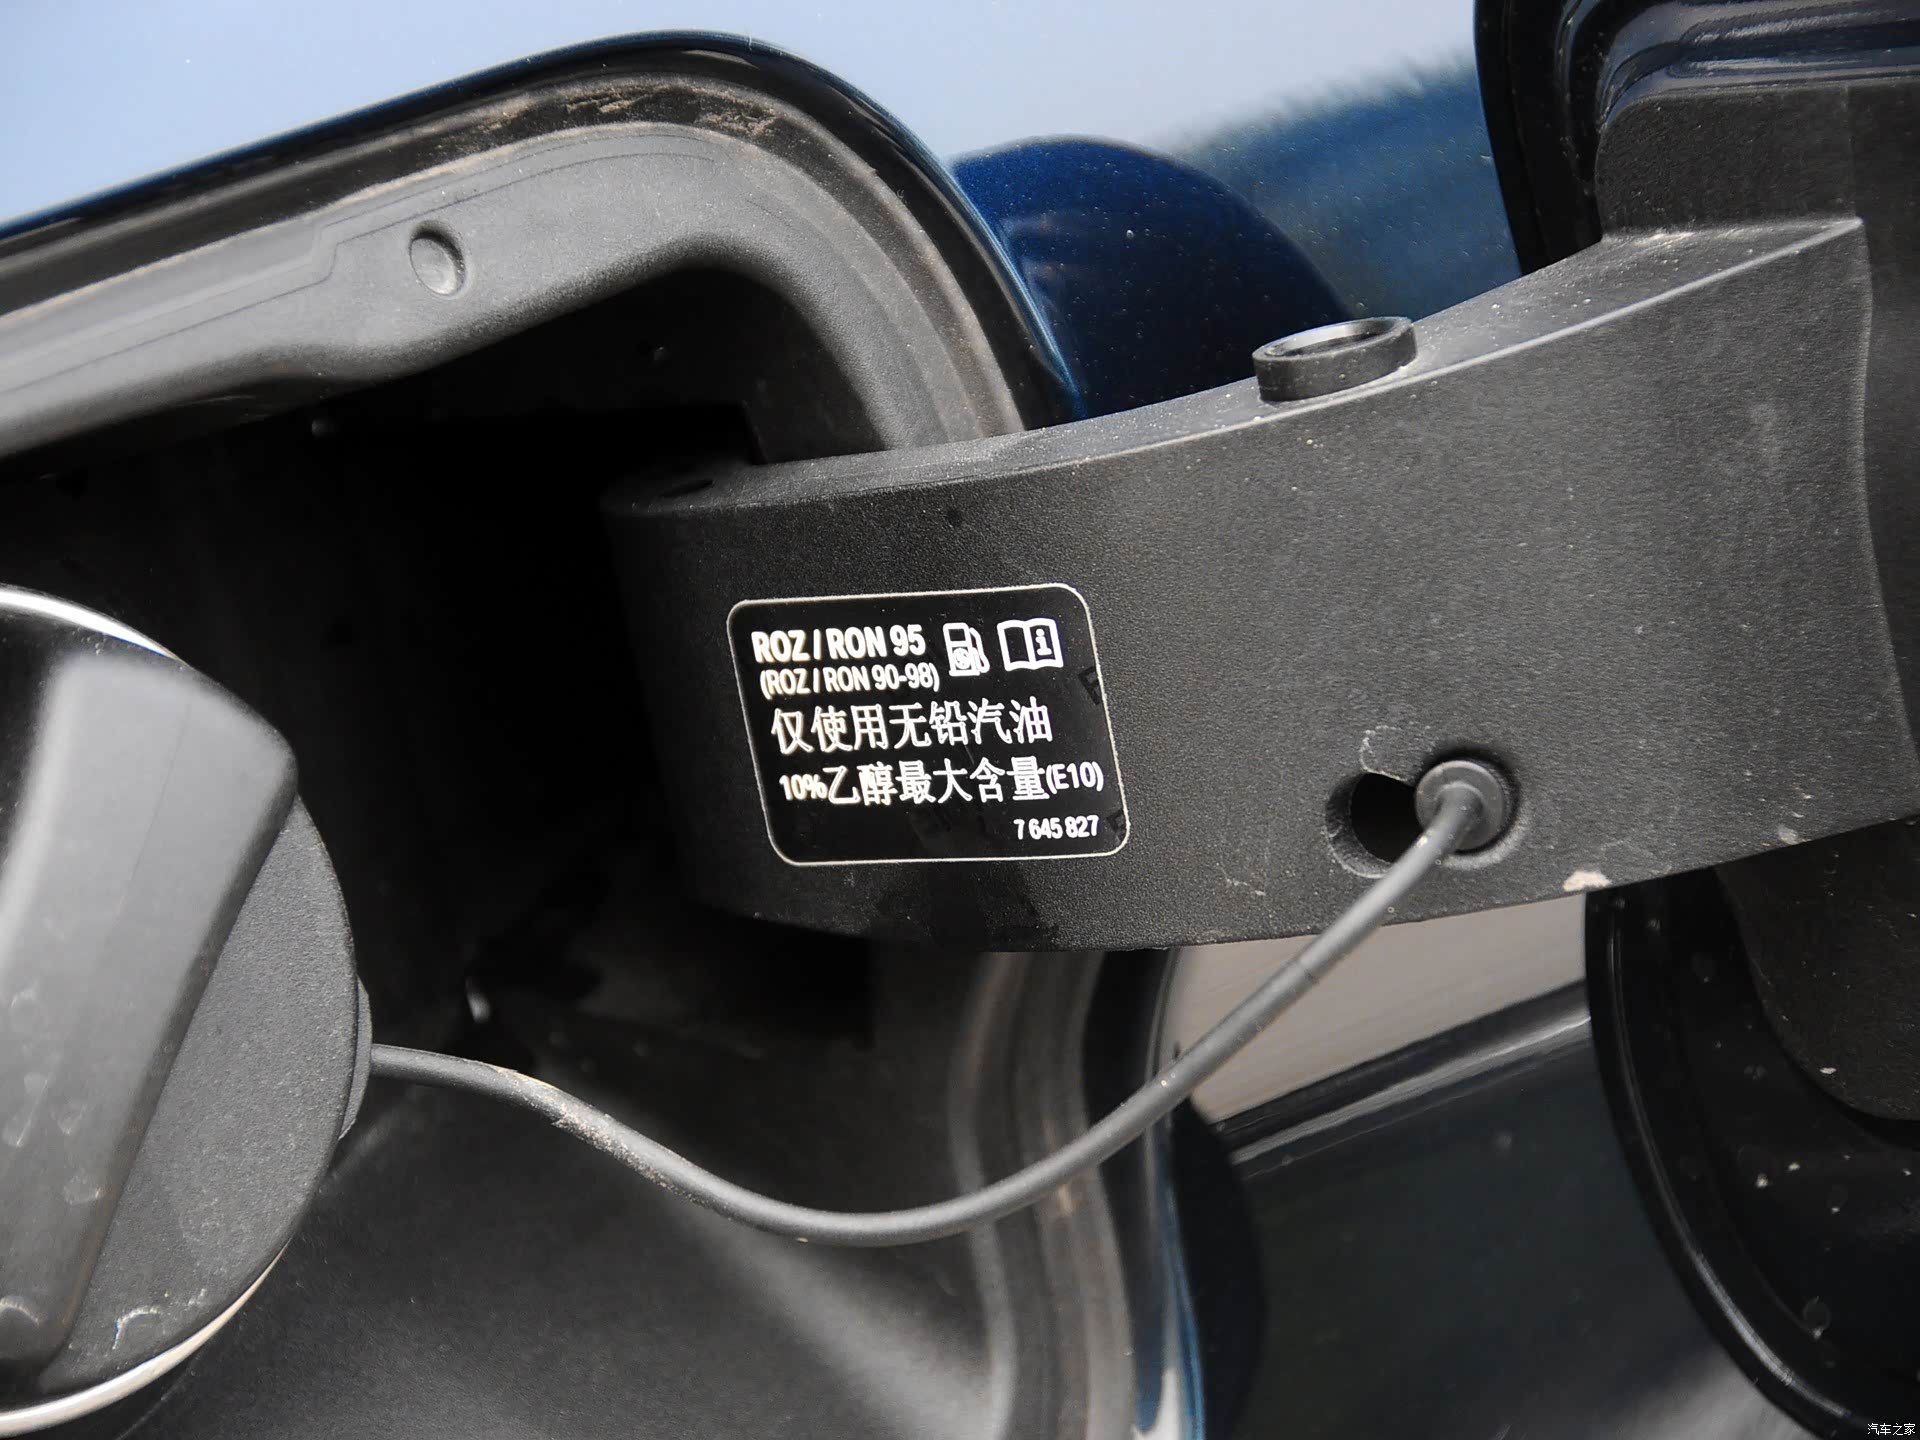 ROZ/RON 95
(ROZ/RON 90-98)
仅使用无铅汽油
10%乙醇最大含量(E10)
7 645 827
汽车之家